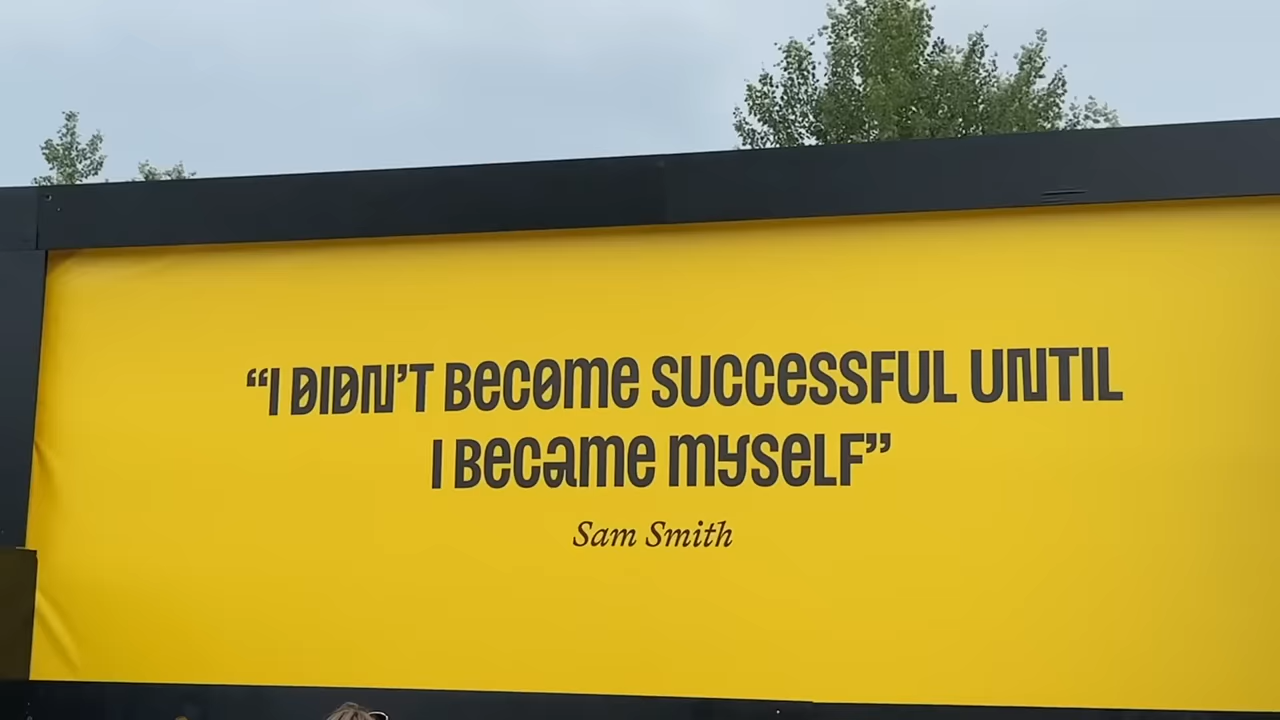 “I DIDN’T BECOME SUCCESSFUL UNTIL
I BECAME MYSELF”
Sam Smith